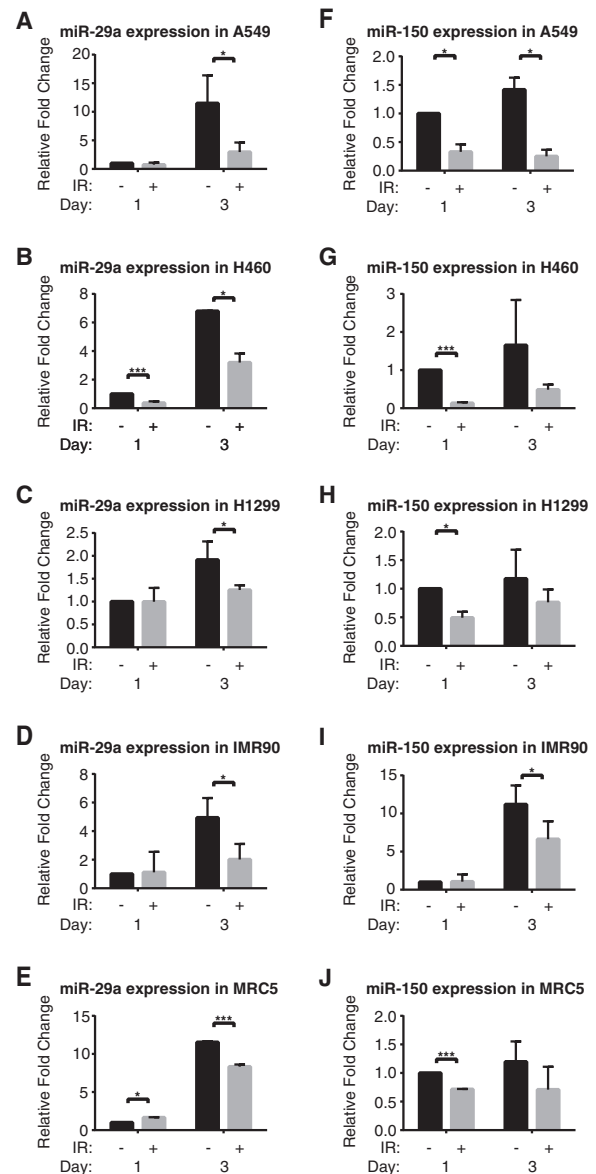 A
miR-29a expression in A549
Relative Fold Change
20
15
10
5
0
*
IR: - + - +
Day: 1 3
F
miR-150 expression in A549
Relative Fold Change
2.0
1.5
1.0
0.5
0.0
* *
IR: - + - +
Day: 1 3
B
miR-29a expression in H460
Relative Fold Change
8
6
4
2
0
*** *
IR: - + - +
Day: 1 3
G
miR-150 expression in H460
Relative Fold Change
3
2
1
0
***
IR: - + - +
Day: 1 3
C
miR-29a expression in H1299
Relative Fold Change
2.5
2.0
1.5
1.0
0.5
0.0
*
IR: - + - +
Day: 1 3
H
miR-150 expression in H1299
Relative Fold Change
2.0
1.5
1.0
0.5
0.0
*
IR: - + - +
Day: 1 3
D
miR-29a expression in IMR90
Relative Fold Change
8
6
4
2
0
*
IR: - + - +
Day: 1 3
I
miR-150 expression in IMR90
Relative Fold Change
15
10
5
0
*
IR: - + - +
Day: 1 3
E
miR-29a expression in MRC5
Relative Fold Change
15
10
5
0
* ***
IR: - + - +
Day: 1 3
J
miR-150 expression in MRC5
Relative Fold Change
2.0
1.5
1.0
0.5
0.0
***
IR: - + - +
Day: 1 3